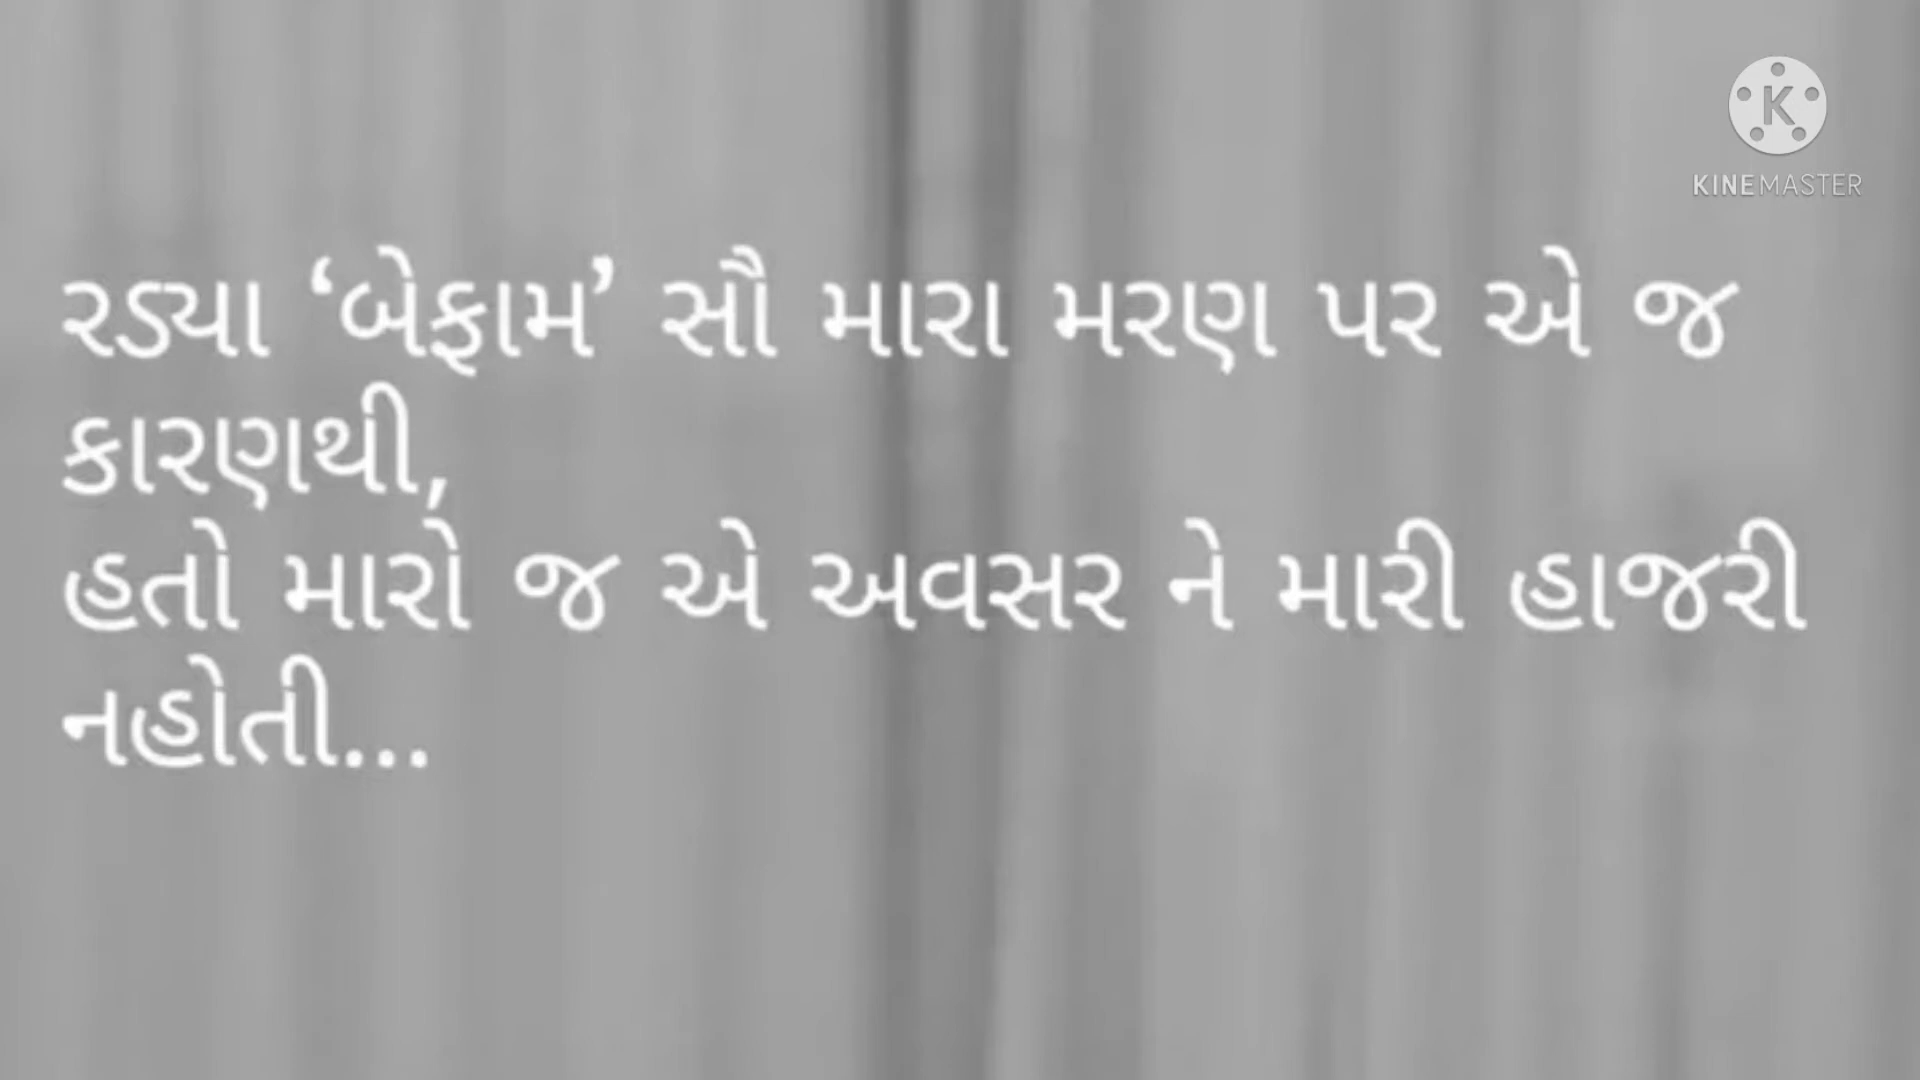 KINEMASTER
રડ્યા ‘બેફામ’ સૌ મારા મરણ પર એ જ
કારણથી,
હતો મારો જ એ અવસર ને મારી હાજરી
નહોતી...